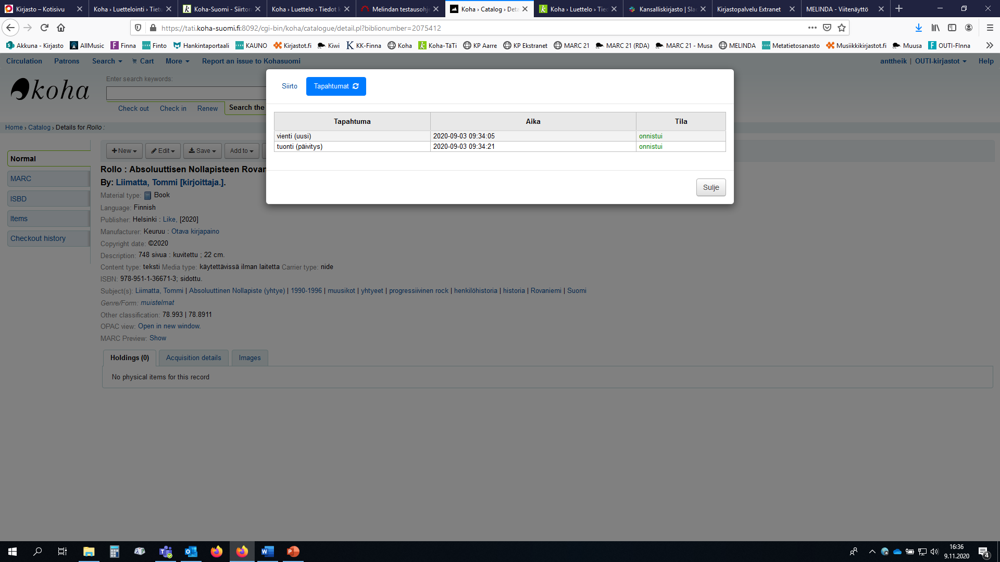 Kirjasto – Kotisivu
Koha › Luettelointi › Tietu
Koha-Suomi - Siirtor
Koha › Luettelo › Tiedot k
Melindan testausohje
Koha › Catalog › Deta
Koha › Luettelo › Tied
Kansalliskirjasto | Slac
Kirjastopalvelu Extranet
MELINDA - Viitenäyttö
https://tati.koha-suomi.fi:8092/cgi-bin/koha/catalogue/detail.pl?biblionumber=2075412
Akkuna - Kirjasto
AllMusic
Finna
Finto
Hankintaportaali
KAUNO
Kirjastot.fi
Kiwi
KK-Finna
Koha
Koha-TäTi
KP Aarre
KP Ekstranet
MARC 21
MARC 21 (RDA)
MARC 21 - Musa
MELINDA
Metatietosanasto
Musiikkikirjastot.fi
Muusa
OUTI-FInna
Circulation Patrons Search Cart More Report an issue to Kohasuomi
anttheik | OUTI-kirjastot Help
koha
Enter search keywords:
Check out Check in Renew Search the
Home › Catalog › Details for Rollo :
Siirto
Tapahtumat
Tapahtuma Aika Tila
vienti (uusi) 2020-09-03 09:34:05 onnistui
tuonti (päivitys) 2020-09-03 09:34:21 onnistui
Sulje
Normal
MARC
ISBD
Items
Checkout history
New Edit Save Add to
Rollo : Absoluuttisen Nollapisteen Rovan
By: Liimatta, Tommi [kirjoittaja.].
Material type: Book
Language: Finnish
Publisher: Helsinki : Like, [2020]
Manufacturer: Keuruu : Otava kirjapaino
Copyright date: ©2020
Description: 748 sivua : kuvitettu ; 22 cm.
Content type: teksti Media type: käytettävissä ilman laitetta Carrier type: nide
ISBN: 978-951-1-36671-3; sidottu.
Subject(s): Liimatta, Tommi | Absoluuttinen Nollapiste (yhtye) | 1990-1996 | muusikot | yhtyeet | progressiivinen rock | henkilöhistoria | historia | Rovaniemi | Suomi
Genre/Form: muistelmat
Other classification: 78.993 | 78.8911
OPAC view: Open in new window.
MARC Preview: Show
Holdings (0) Acquisition details Images
No physical items for this record
16:36
9.11.2020
4